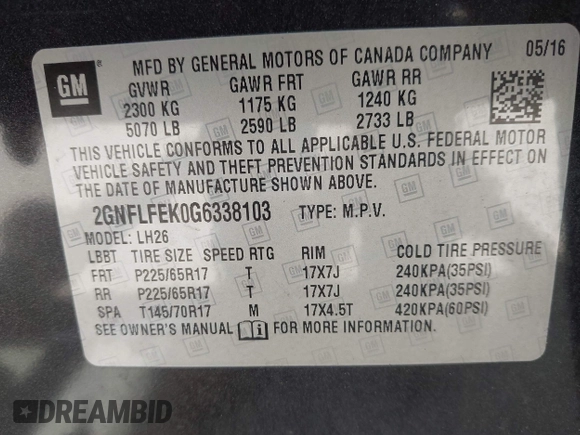 GM ® MFD BY GENERAL MOTORS OF CANADA COMPANY 05/16
GVWR GAWR FRT GAWR RR
2300 KG 1175 KG 1240 KG
5070 LB 2590 LB 2733 LB
THIS VEHICLE CONFORMS TO ALL APPLICABLE U.S. FEDERAL MOTOR
VEHICLE SAFETY AND THEFT PREVENTION STANDARDS IN EFFECT ON
THE DATE OF MANUFACTURE SHOWN ABOVE.
2GNFLFEK0G6338103 TYPE: M.P.V.
MODEL: LH26
LBBT TIRE SIZE SPEED RTG RIM COLD TIRE PRESSURE
FRT P225/65R17 T 17X7J 240KPA(35PSI)
RR P225/65R17 T 17X7J 240KPA(35PSI)
SPA T145/70R17 M 17X4.5T 420KPA(60PSI)
SEE OWNER'S MANUAL FOR MORE INFORMATION.
DREAMBID